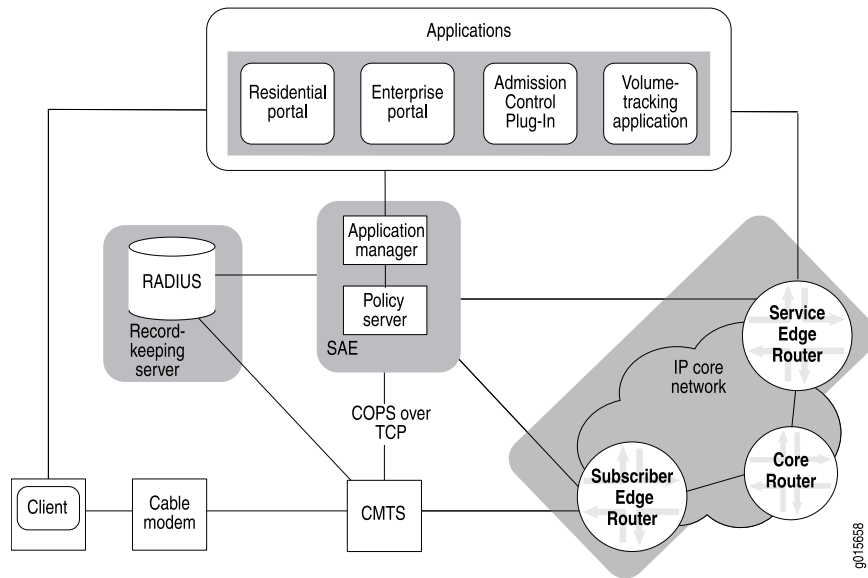 Applications
Residential
portal
Enterprise
portal
Admission
Control
Plug-In
Volume-
tracking
application
Application
manager
RADIUS
Policy
server
Record-
keeping
server
SAE
Service
Edge
Router
IP core
network
COPS over
TCP
Core
Router
Subscriber
Edge
Router
Client
Cable
modem
CMTS
g015658